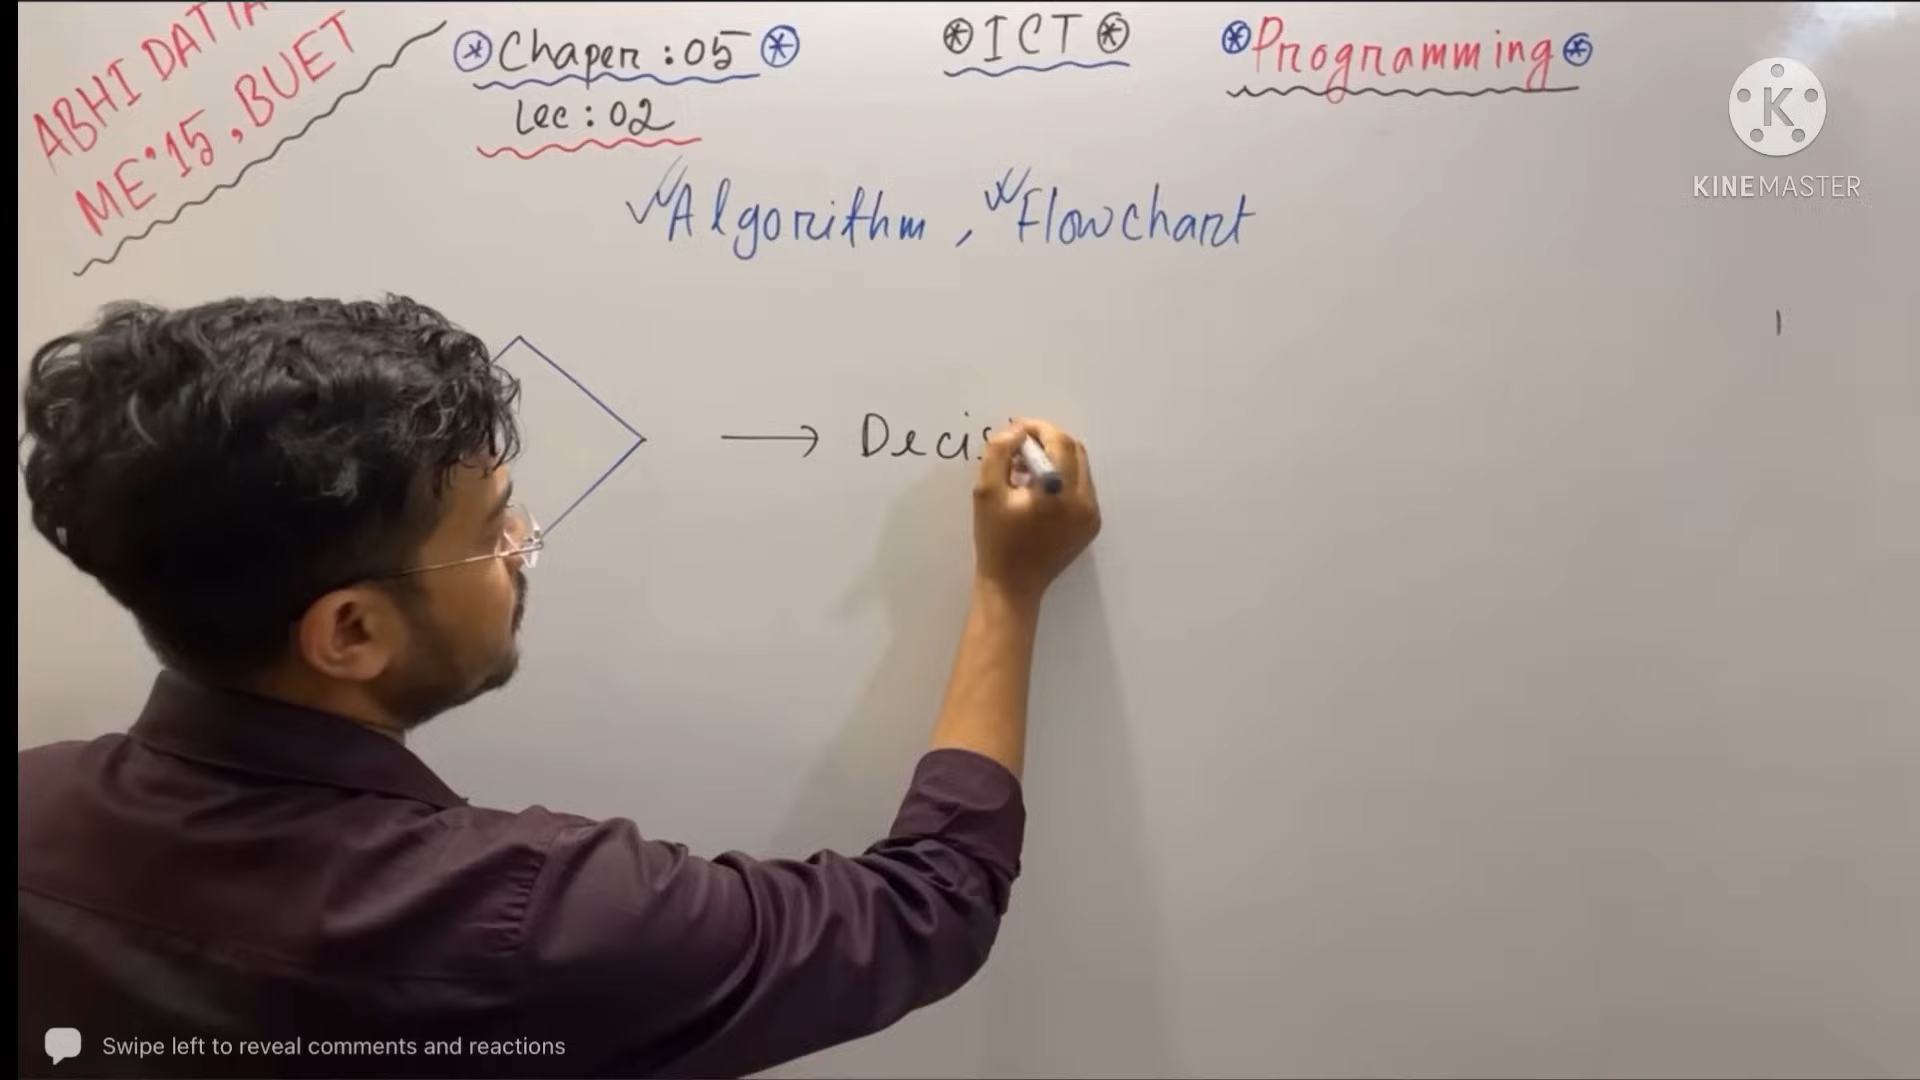 ABHI DATTA
ME'15, BUET
Chaper : 05
Lec : 02
ICT
Programming
K
KINEMASTER
Algorithm, Flowchart
→ Decis
Swipe left to reveal comments and reactions